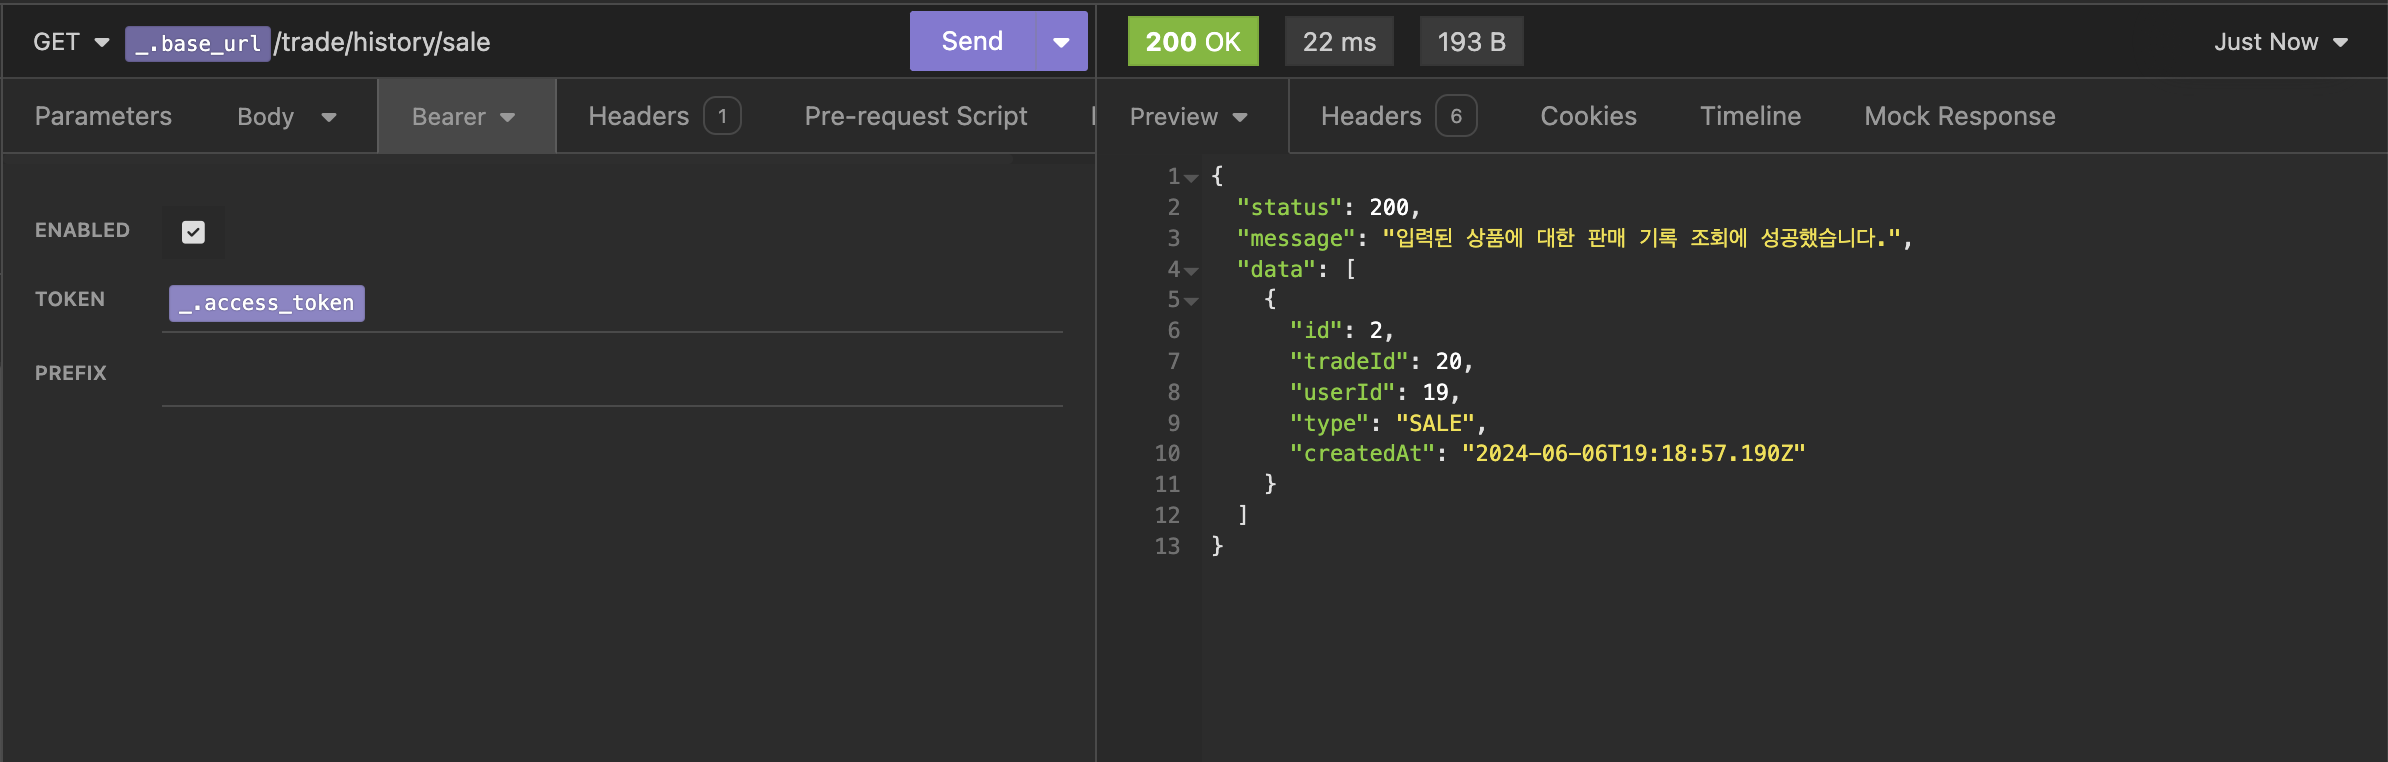 GET _.base_url/trade/history/sale Send
200 OK 22 ms 193 B Just Now
Parameters Body Bearer Headers 1 Pre-request Script
Preview Headers 6 Cookies Timeline Mock Response
ENABLED
TOKEN _.access_token
PREFIX
1 {
2 "status": 200,
3 "message": "입력된 상품에 대한 판매 기록 조회에 성공했습니다.",
4 "data": [
5 {
6 "id": 2,
7 "tradeId": 20,
8 "userId": 19,
9 "type": "SALE",
10 "createdAt": "2024-06-06T19:18:57.190Z"
11 }
12 ]
13 }